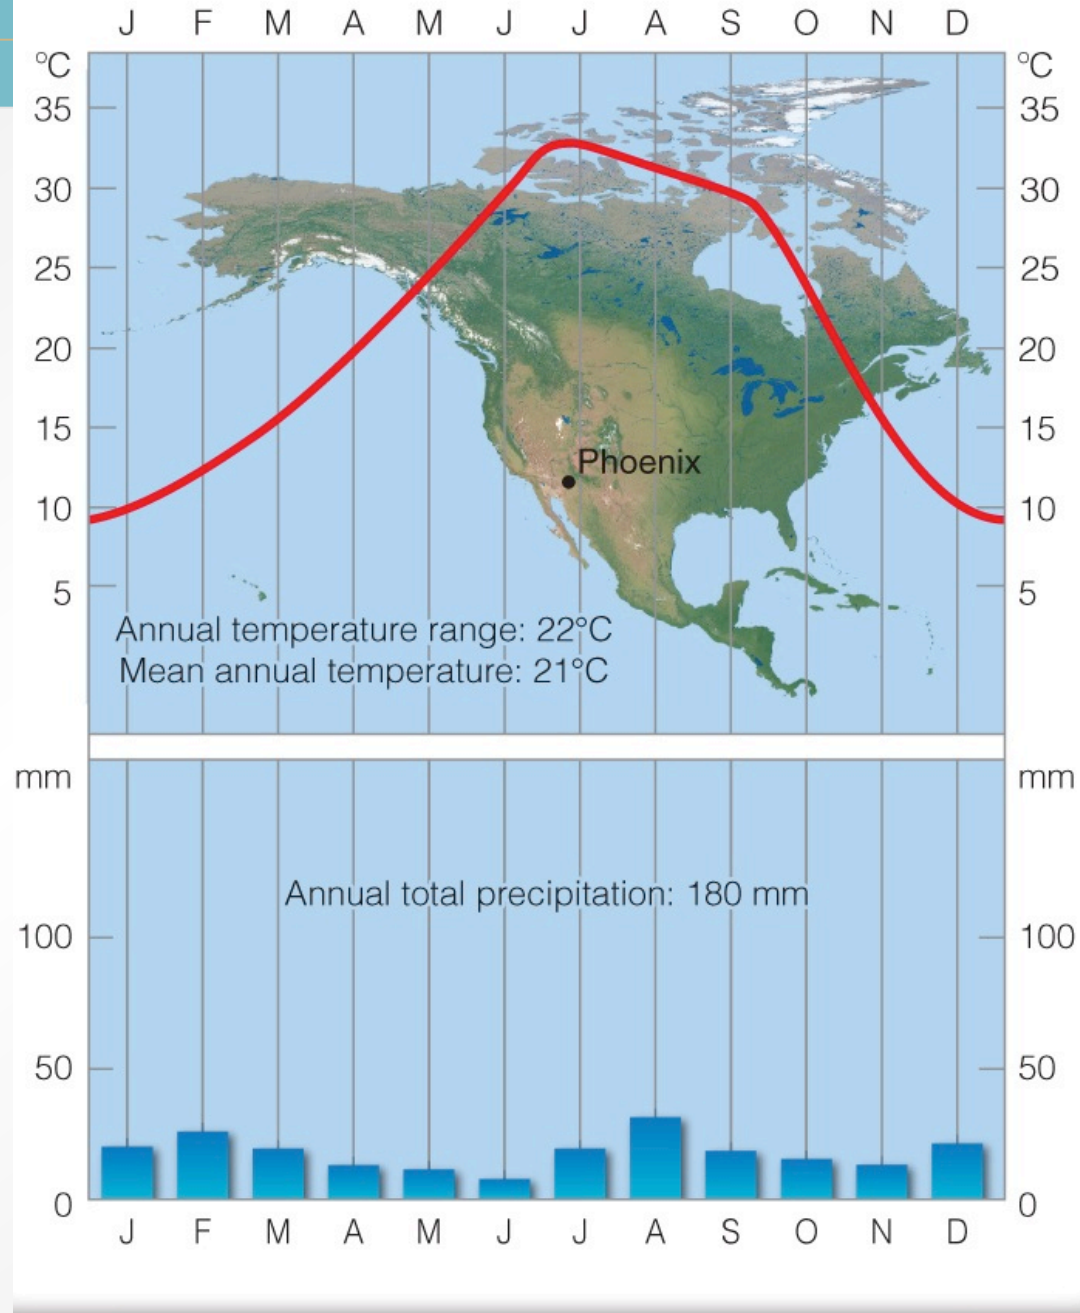 J F M A M J J A S O N D
°C °C
35 35
30 30
25 25
20 20
15 15
Phoenix
10 10
5 5
Annual temperature range: 22°C
Mean annual temperature: 21°C
mm mm
Annual total precipitation: 180 mm
100 100
50 50
0 0
J F M A M J J A S O N D